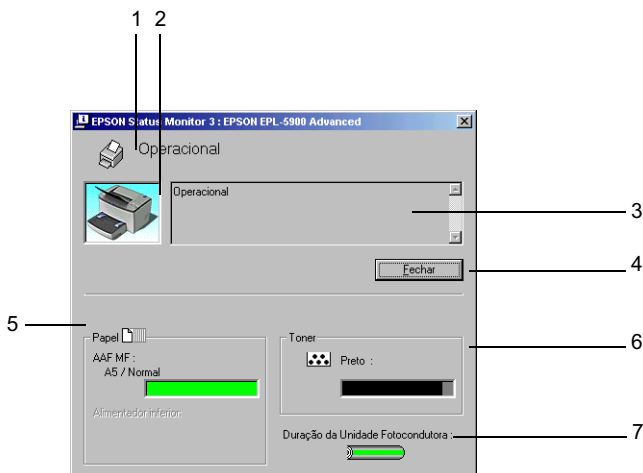 1 2
EPSON Status Monitor 3 : EPSON EPL-5900 Advanced
Operacional
Operacional
3
Fechar
4
5
Papel
Toner
6
AAF MF :
A5 / Normal
Preto :
Alimentador inferior:
Duração da Unidade Fotocondutora :
7